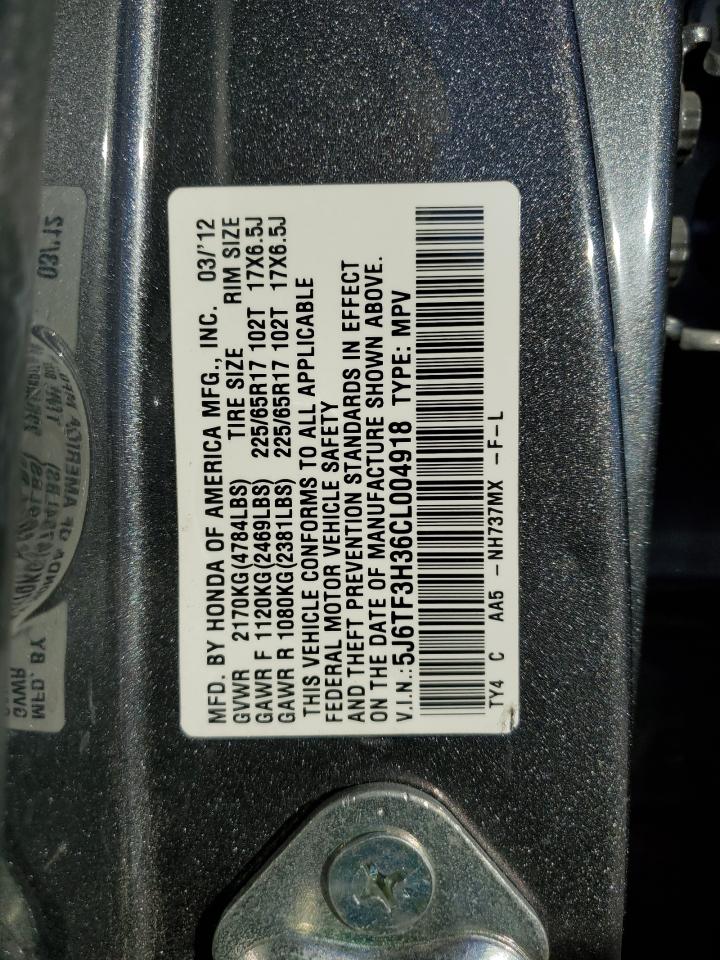 MFD. BY HONDA OF AMERICA MFG., INC. 03/'12
GVWR 2170KG(4784LBS) TIRE SIZE RIM SIZE
GAWR F 1120KG(2469LBS) 225/65R17 102T 17X6.5J
GAWR R 1080KG(2381LBS) 225/65R17 102T 17X6.5J
THIS VEHICLE CONFORMS TO ALL APPLICABLE
FEDERAL MOTOR VEHICLE SAFETY
AND THEFT PREVENTION STANDARDS IN EFFECT
ON THE DATE OF MANUFACTURE SHOWN ABOVE.
V.I.N.:5J6TF3H36CL004918 TYPE: MPV
TY4 C AA5 -NH737MX -F-L
MFD. BY
GVWR
03/'12